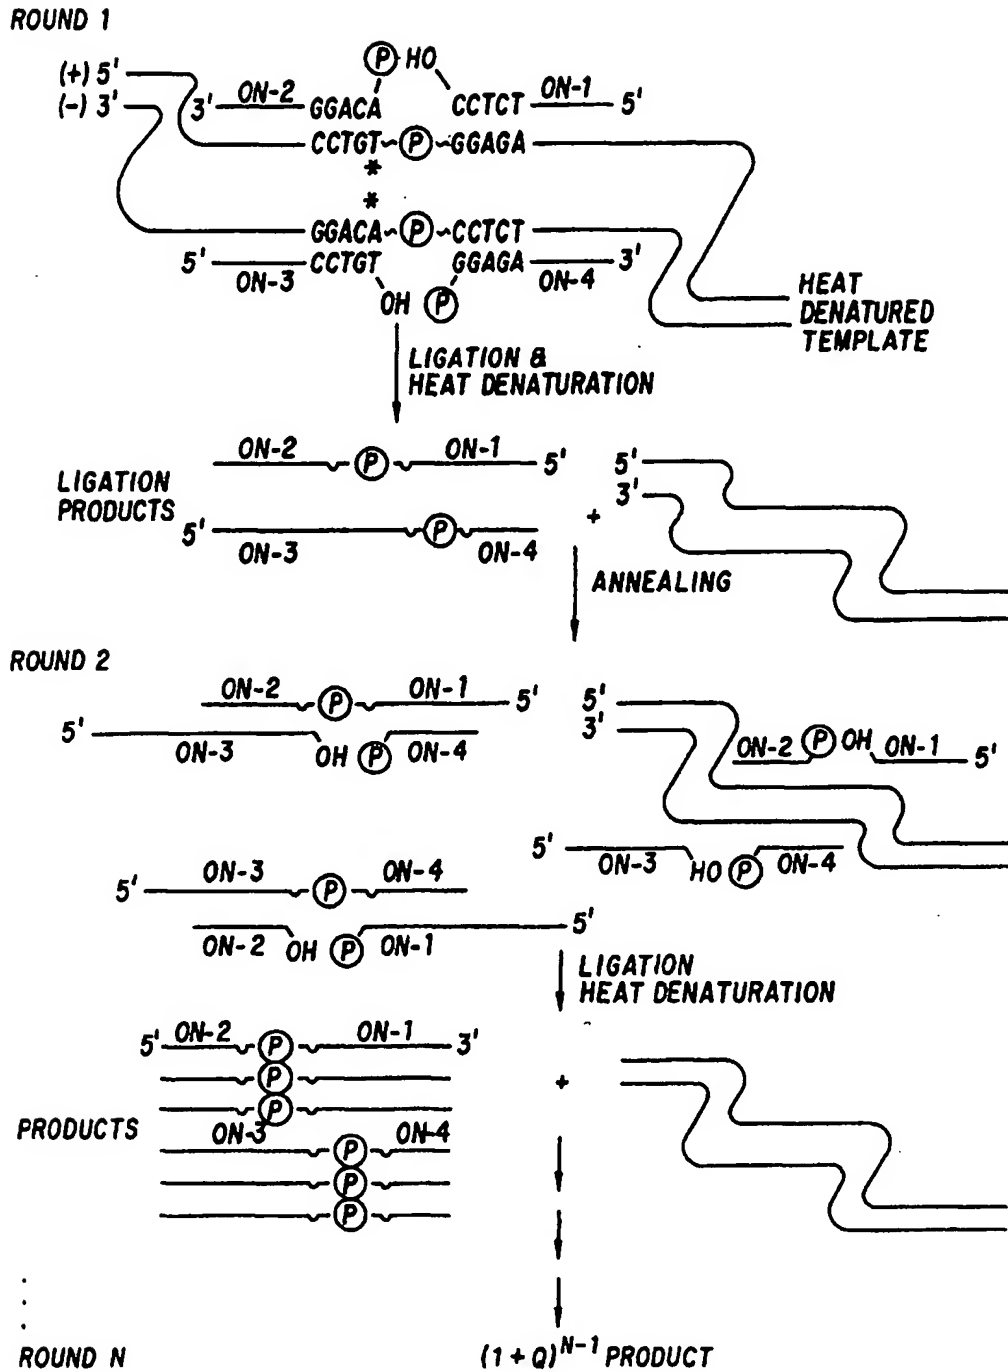 ROUND 1
(+) 5'
(-) 3'
P HO
3' ON-2 GGACA CCTCT ON-1 5'
CCTGT~P~GGAGA
*
*
GGACA~P~CCTCT
5' ON-3 CCTGT GGAGA ON-4 3'
OH P
HEAT
DENATURED
TEMPLATE
LIGATION &
HEAT DENATURATION
LIGATION
PRODUCTS
ON-2 P ON-1 5'
5' ON-3 P ON-4
+
5'
3'
ANNEALING
ROUND 2
ON-2 P ON-1 5'
5' ON-3 OH P ON-4
5'
3'
ON-2 P OH ON-1 5'
5' ON-3 HO P ON-4
5' ON-3 P ON-4
ON-2 OH P ON-1 5'
LIGATION
HEAT DENATURATION
PRODUCTS
5' ON-2 P ON-1 3'
P
P
ON-3 ON-4
P
P
P
+
ROUND N
(1+Q)^{N-1} PRODUCT